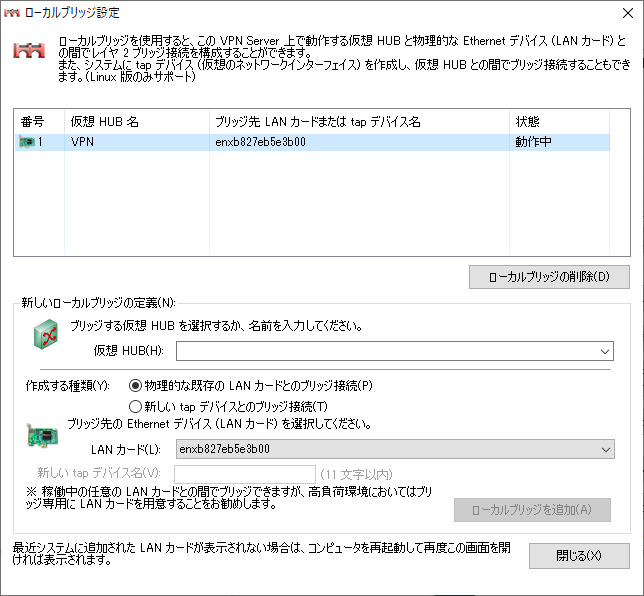 ローカルブリッジ設定
ローカルブリッジを使用すると、この VPN Server 上で動作する仮想 HUB と物理的な Ethernet デバイス (LAN カード) と
の間でレイヤ 2 ブリッジ接続を構成することができます。
また、システムに tap デバイス (仮想のネットワークインターフェイス) を作成し、仮想 HUB との間でブリッジ接続することもでき
ます。(Linux 版のみサポート)
番号 仮想 HUB 名 ブリッジ先 LAN カードまたは tap デバイス名 状態
1 VPN enxb827eb5e3b00 動作中
ローカルブリッジの削除(D)
新しいローカルブリッジの定義(N):
ブリッジする仮想 HUB を選択するか、名前を入力してください。
仮想 HUB(H):
作成する種類(Y): 物理的な既存の LAN カードとのブリッジ接続(P)
新しい tap デバイスとのブリッジ接続(T)
ブリッジ先の Ethernet デバイス (LAN カード) を選択してください。
LAN カード(L): enxb827eb5e3b00
新しい tap デバイス名(V): (11 文字以内)
※ 稼働中の任意の LAN カードとの間でブリッジできますが、高負荷環境においてはブリ
ッジ専用に LAN カードを用意することをお勧めします。
ローカルブリッジを追加(A)
最近システムに追加された LAN カードが表示されない場合は、コンピュータを再起動して再度この画面を開
ければ表示されます。
閉じる(X)